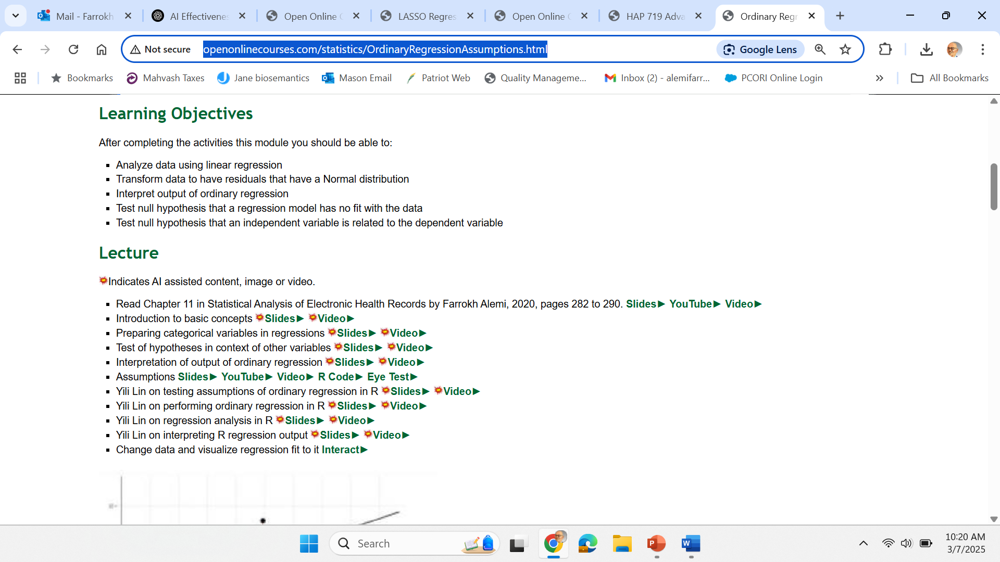 Mail - Farrokh
AI Effectivenes
Open Online C
LASSO Regres
Open Online C
HAP 719 Adva
Ordinary Regr
Not secure
openonlinecourses.com/statistics/OrdinaryRegressionAssumptions.html
Google Lens
Bookmarks
Mahvash Taxes
Jane biosemantics
Mason Email
Patriot Web
Quality Manageme...
Inbox (2) - alemifarr...
PCORI Online Login
All Bookmarks
Learning Objectives
After completing the activities this module you should be able to:
Analyze data using linear regression
Transform data to have residuals that have a Normal distribution
Interpret output of ordinary regression
Test null hypothesis that a regression model has no fit with the data
Test null hypothesis that an independent variable is related to the dependent variable
Lecture
Indicates AI assisted content, image or video.
Read Chapter 11 in Statistical Analysis of Electronic Health Records by Farrokh Alemi, 2020, pages 282 to 290. Slides► YouTube► Video►
Introduction to basic concepts Slides► Video►
Preparing categorical variables in regressions Slides► Video►
Test of hypotheses in context of other variables Slides► Video►
Interpretation of output of ordinary regression Slides► Video►
Assumptions Slides► YouTube► Video► R Code► Eye Test►
Yili Lin on testing assumptions of ordinary regression in R Slides► Video►
Yili Lin on performing ordinary regression in R Slides► Video►
Yili Lin on regression analysis in R Slides► Video►
Yili Lin on interpreting R regression output Slides► Video►
Change data and visualize regression fit to it Interact►
Search
10:20 AM
3/7/2025